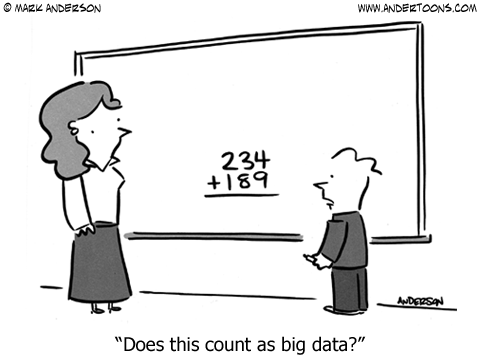 © MARK ANDERSON
WWW.ANDERTOONS.COM
234
+189
ANDERSON
“Does this count as big data?”